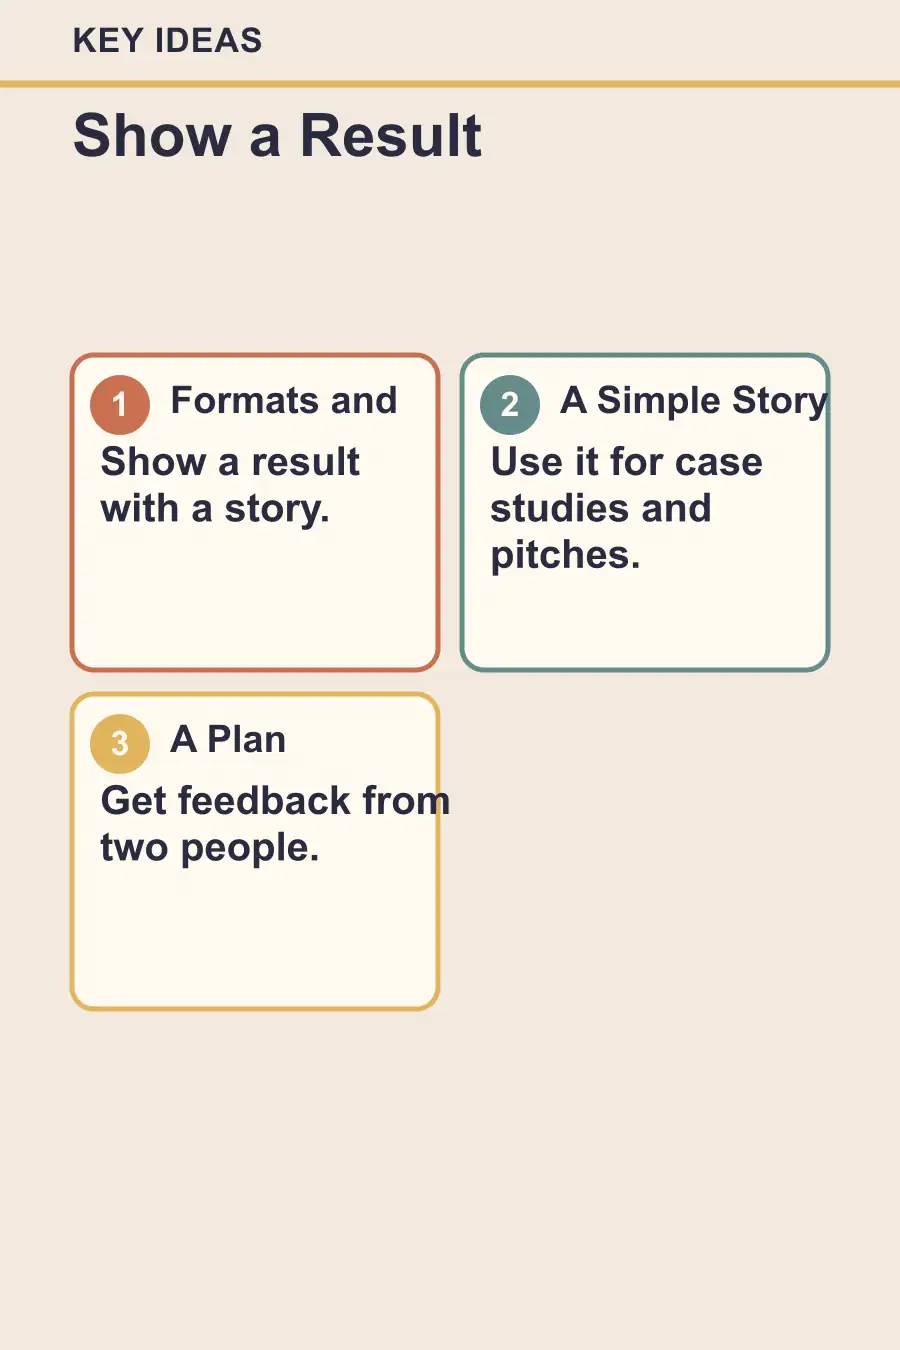 KEY IDEAS
Show a Result
1 Formats and
Show a result
with a story.
2 A Simple Story
Use it for case
studies and
pitches.
3 A Plan
Get feedback from
two people.